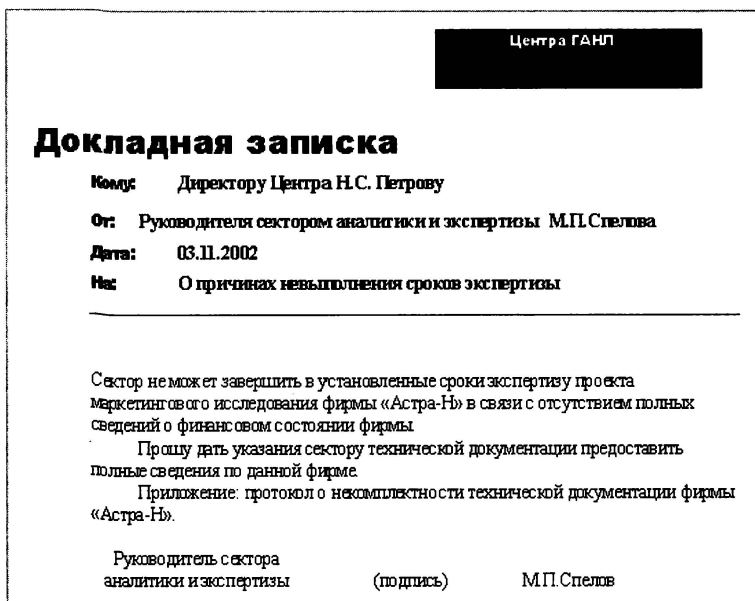 Центра ГАНЛ
Докладная записка
Кому: Директору Центра Н.С. Петрову
От: Руководителя сектором аналитики и экспертизы М.П.Спелова
Дата: 03.11.2002
На: О причинах невыполнения сроков экспертизы
Сектор не может завершить в установленные сроки экспертизу проекта
маркетингового исследования фирмы «Астра-Н» в связи с отсутствием полных
сведений о финансовом состоянии фирмы.
Прошу дать указания сектору технической документации предоставить
полные сведения по данной фирме.
Приложение: протокол о некомплектности технической документации фирмы
«Астра-Н».
Руководитель сектора
аналитики и экспертизы (подпись) М.П.Спелов